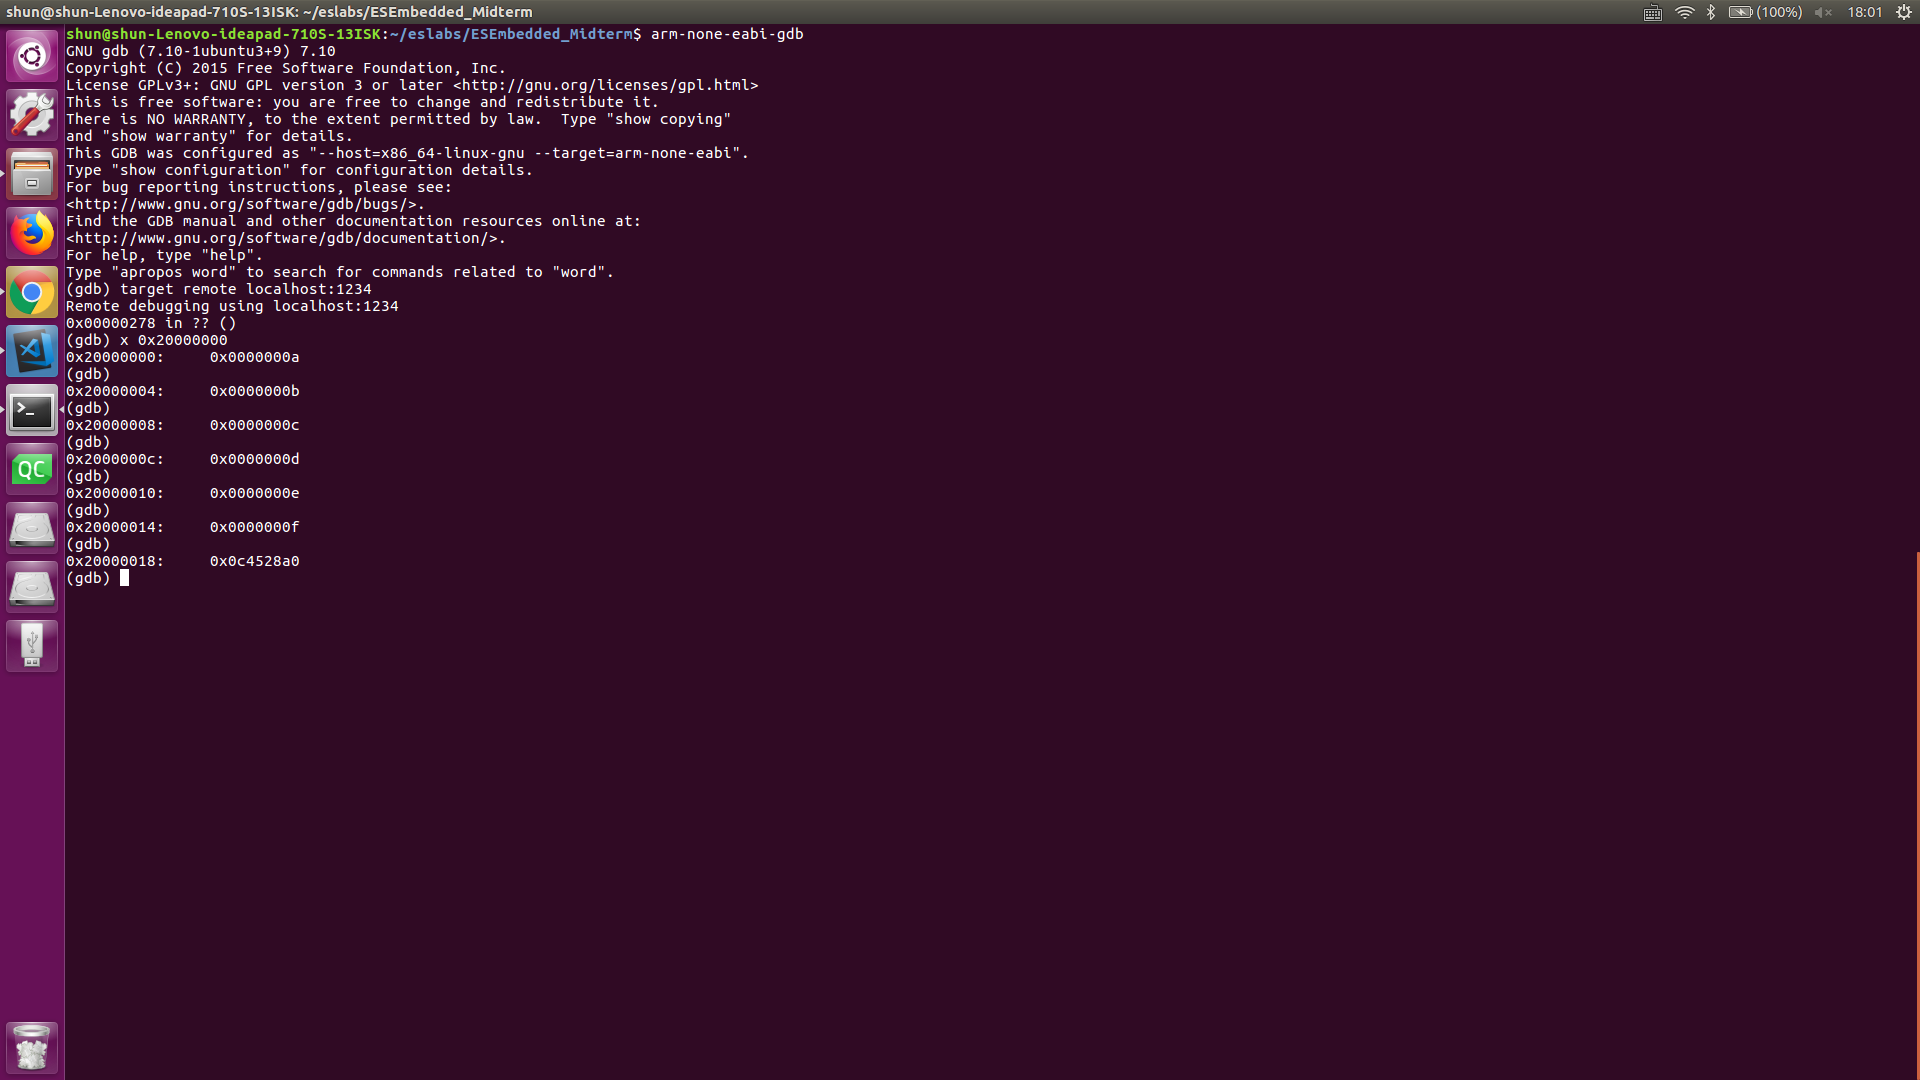 shun@shun-Lenovo-ideapad-710S-13ISK: ~/eslabs/ESEmbedded_Midterm
(100%)
18:01
shun@shun-Lenovo-ideapad-710S-13ISK:~/eslabs/ESEmbedded_Midterm$ arm-none-eabi-gdb
GNU gdb (7.10-1ubuntu3+9) 7.10
Copyright (C) 2015 Free Software Foundation, Inc.
License GPLv3+: GNU GPL version 3 or later <http://gnu.org/licenses/gpl.html>
This is free software: you are free to change and redistribute it.
There is NO WARRANTY, to the extent permitted by law.  Type "show copying"
and "show warranty" for details.
This GDB was configured as "--host=x86_64-linux-gnu --target=arm-none-eabi".
Type "show configuration" for configuration details.
For bug reporting instructions, please see:
<http://www.gnu.org/software/gdb/bugs/>.
Find the GDB manual and other documentation resources online at:
<http://www.gnu.org/software/gdb/documentation/>.
For help, type "help".
Type "apropos word" to search for commands related to "word".
(gdb) target remote localhost:1234
Remote debugging using localhost:1234
0x00000278 in ?? ()
(gdb) x 0x20000000
0x20000000:     0x0000000a
(gdb)
0x20000004:     0x0000000b
(gdb)
0x20000008:     0x0000000c
(gdb)
0x2000000c:     0x0000000d
(gdb)
0x20000010:     0x0000000e
(gdb)
0x20000014:     0x0000000f
(gdb)
0x20000018:     0x0c4528a0
(gdb)
QC